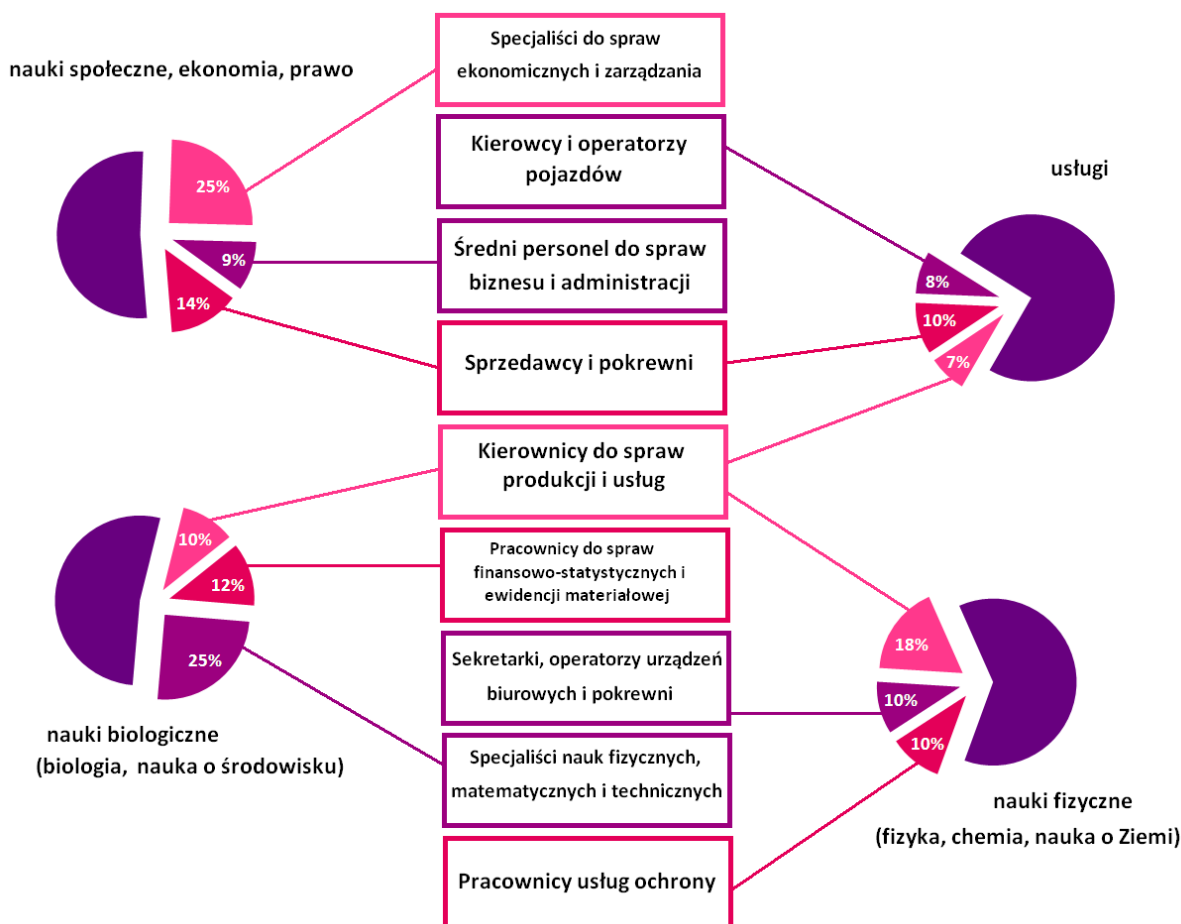 nauki społeczne, ekonomia, prawo
25%
9%
14%
Specjaliści do spraw
ekonomicznych i zarządzania
Kierowcy i operatorzy
pojazdów
Średni personel do spraw
biznesu i administracji
Sprzedawcy i pokrewni
Kierownicy do spraw
produkcji i usług
Pracownicy do spraw
finansowo-statystycznych i
ewidencji materiałowej
Sekretarki, operatorzy urządzeń
biurowych i pokrewni
Specjaliści nauk fizycznych,
matematycznych i technicznych
Pracownicy usług ochrony
usługi
8%
10%
7%
10%
12%
25%
nauki biologiczne
(biologia, nauka o środowisku)
18%
10%
10%
nauki fizyczne
(fizyka, chemia, nauka o Ziemi)